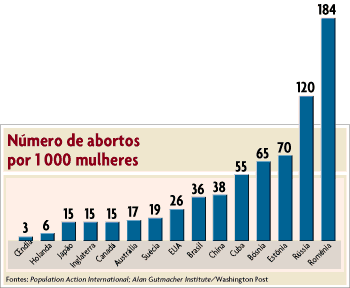 184
120
Número de abortos
por 1 000 mulheres
3 6 15 15 15 17 19 26 36 38 55 65 70
Œndia Holanda Japão Inglaterra Canadá Austrália Suécia EUA Brasil China Cuba Bósnia Estônia Rússia Romênia
Fontes: Population Action International; Alan Gutmacher Institute/Washington Post